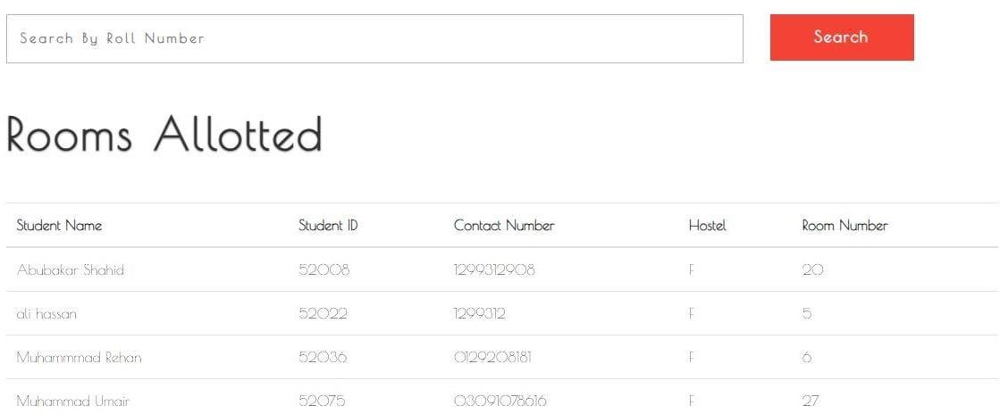 Search By Roll Number Search
Rooms Allotted
Student Name Student ID Contact Number Hostel Room Number
Abubakar Shahid 52008 1299312908 F 20
ali hassan 52022 1299312 F 5
Muhammmad Rehan 52036 0129208181 F 6
Muhammad Umair 52075 03091078616 F 27